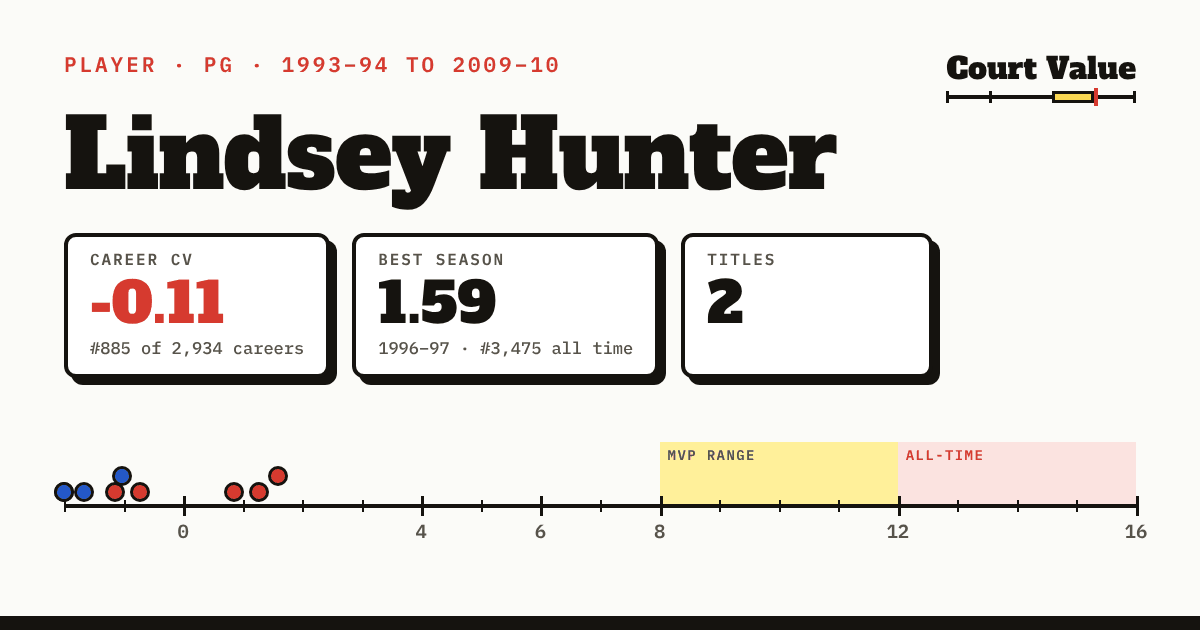 PLAYER · PG · 1993–94 TO 2009–10
Court Value
Lindsey Hunter
CAREER CV
-0.11
#885 of 2,934 careers
BEST SEASON
1.59
1996–97 · #3,475 all time
TITLES
2
MVP RANGE
ALL-TIME
0 4 6 8 12 16